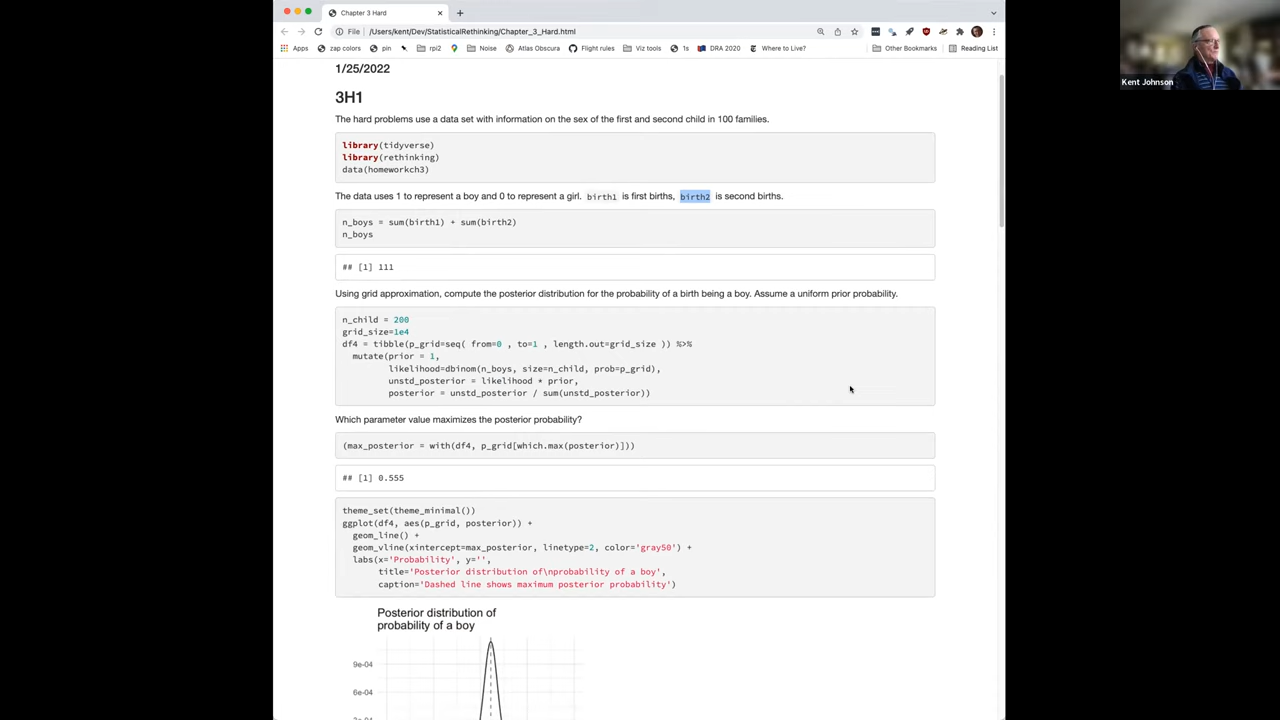 Chapter 3 Hard
File | /Users/kent/Dev/StatisticalRethinking/Chapter_3_Hard.html
Apps zap colors pin rpi2 Noise Atlas Obscura Flight rules Viz tools 1s DRA 2020 Where to Live? Other Bookmarks Reading List
Kent Johnson
1/25/2022
3H1
The hard problems use a data set with information on the sex of the first and second child in 100 families.
library(tidyverse)
library(rethinking)
data(homeworkch3)
The data uses 1 to represent a boy and 0 to represent a girl. birth1 is first births, birth2 is second births.
n_boys = sum(birth1) + sum(birth2)
n_boys
## [1] 111
Using grid approximation, compute the posterior distribution for the probability of a birth being a boy. Assume a uniform prior probability.
n_child = 200
grid_size=1e4
df4 = tibble(p_grid=seq( from=0 , to=1 , length.out=grid_size )) %>%
mutate(prior = 1,
likelihood=dbinom(n_boys, size=n_child, prob=p_grid),
unstd_posterior = likelihood * prior,
posterior = unstd_posterior / sum(unstd_posterior))
Which parameter value maximizes the posterior probability?
(max_posterior = with(df4, p_grid[which.max(posterior)]))
## [1] 0.555
theme_set(theme_minimal())
ggplot(df4, aes(p_grid, posterior)) +
geom_line() +
geom_vline(xintercept=max_posterior, linetype=2, color='gray50') +
labs(x='Probability', y='',
title='Posterior distribution of\nprobability of a boy',
caption='Dashed line shows maximum posterior probability')
Posterior distribution of
probability of a boy
9e-04
6e-04